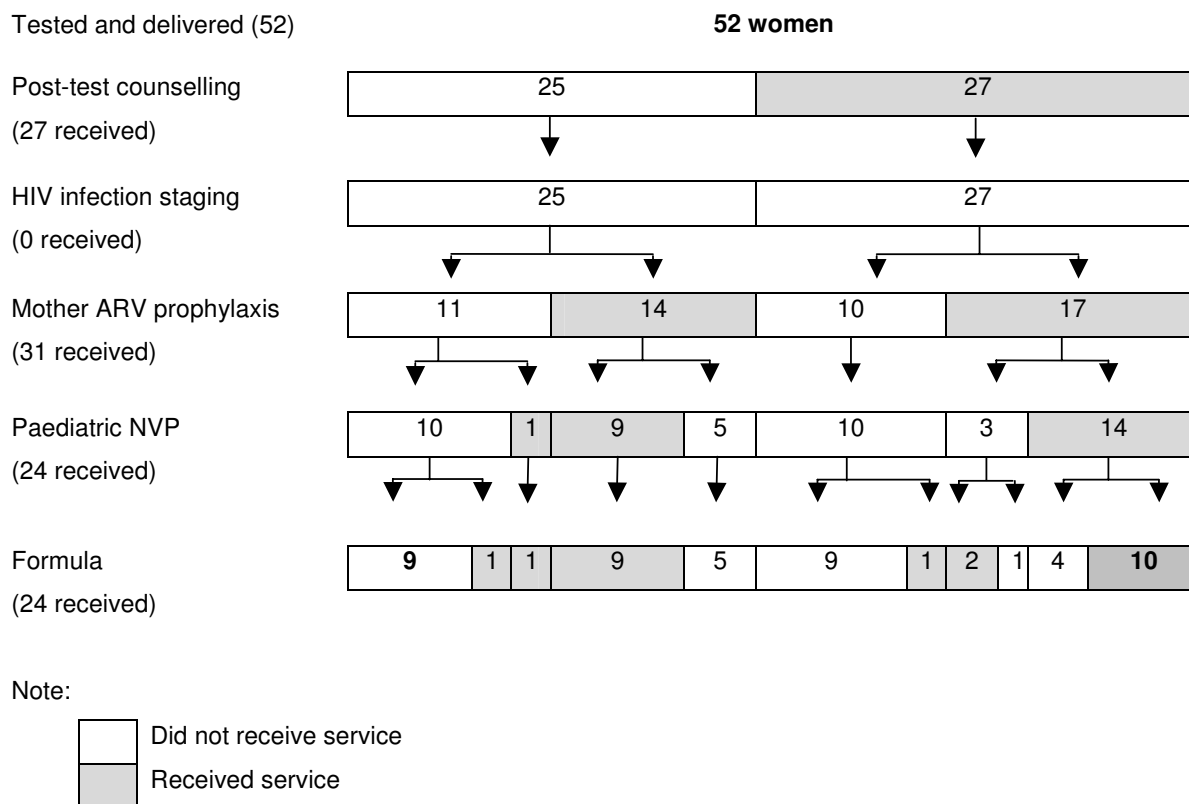 Tested and delivered (52) 52 women
Post-test counselling 25 27
(27 received)
HIV infection staging 25 27
(0 received)
Mother ARV prophylaxis 11 14 10 17
(31 received)
Paediatric NVP 10 1 9 5 10 3 14
(24 received)
Formula 9 1 1 9 5 9 1 2 1 4 10
(24 received)
Note:
Did not receive service
Received service